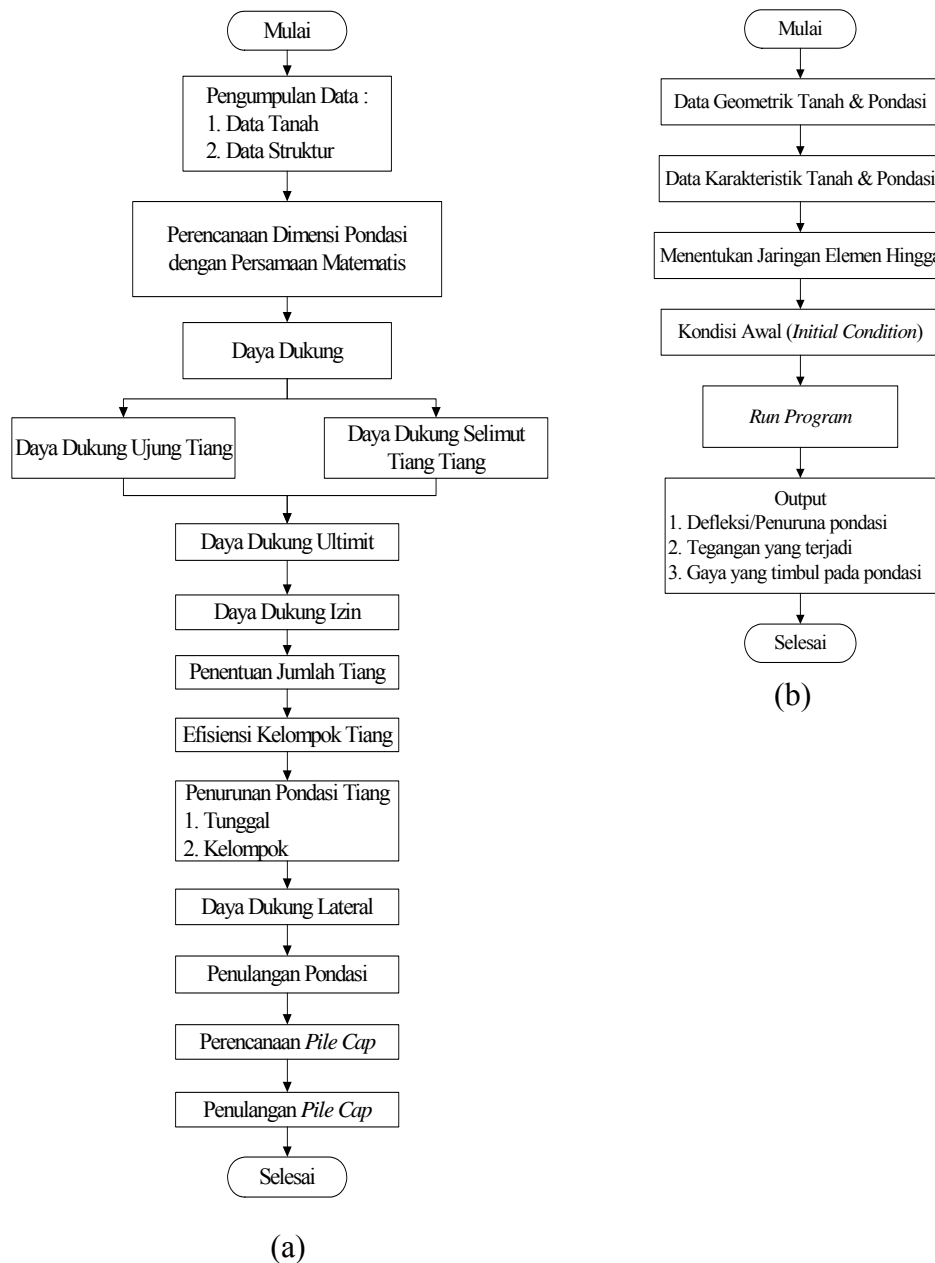 Mulai
Pengumpulan Data :
1. Data Tanah
2. Data Struktur
Perencanaan Dimensi Pondasi
dengan Persamaan Matematis
Daya Dukung
Daya Dukung Ujung Tiang
Daya Dukung Selimut
Tiang Tiang
Daya Dukung Ultimit
Daya Dukung Izin
Penentuan Jumlah Tiang
Efisiensi Kelompok Tiang
Penurunan Pondasi Tiang
1. Tunggal
2. Kelompok
Daya Dukung Lateral
Penulangan Pondasi
Perencanaan Pile Cap
Penulangan Pile Cap
Selesai
(a)
Mulai
Data Geometrik Tanah & Pondasi
Data Karakteristik Tanah & Pondasi
Menentukan Jaringan Elemen Hingga
Kondisi Awal (Initial Condition)
Run Program
Output
1. Defleksi/Penuruna pondasi
2. Tegangan yang terjadi
3. Gaya yang timbul pada pondasi
Selesai
(b)